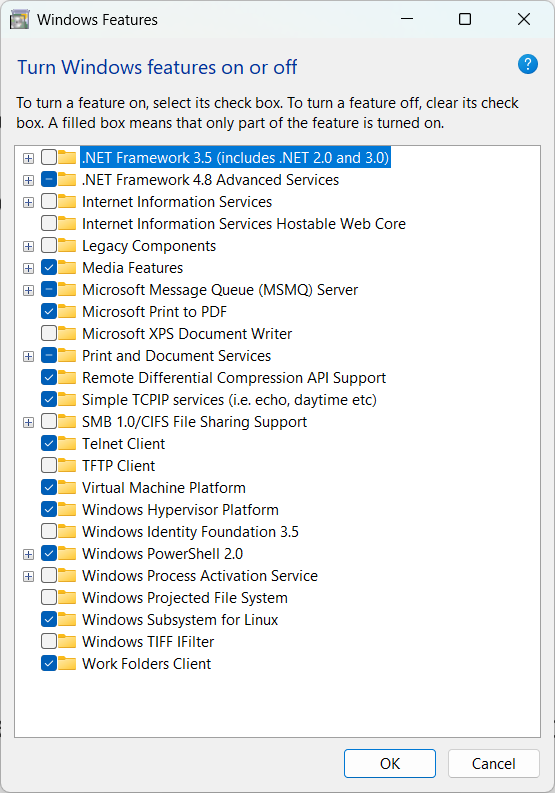 Windows Features
Turn Windows features on or off
?
To turn a feature on, select its check box. To turn a feature off, clear its check
box. A filled box means that only part of the feature is turned on.
.NET Framework 3.5 (includes .NET 2.0 and 3.0)
.NET Framework 4.8 Advanced Services
Internet Information Services
Internet Information Services Hostable Web Core
Legacy Components
Media Features
Microsoft Message Queue (MSMQ) Server
Microsoft Print to PDF
Microsoft XPS Document Writer
Print and Document Services
Remote Differential Compression API Support
Simple TCPIP services (i.e. echo, daytime etc)
SMB 1.0/CIFS File Sharing Support
Telnet Client
TFTP Client
Virtual Machine Platform
Windows Hypervisor Platform
Windows Identity Foundation 3.5
Windows PowerShell 2.0
Windows Process Activation Service
Windows Projected File System
Windows Subsystem for Linux
Windows TIFF IFilter
Work Folders Client
OK
Cancel